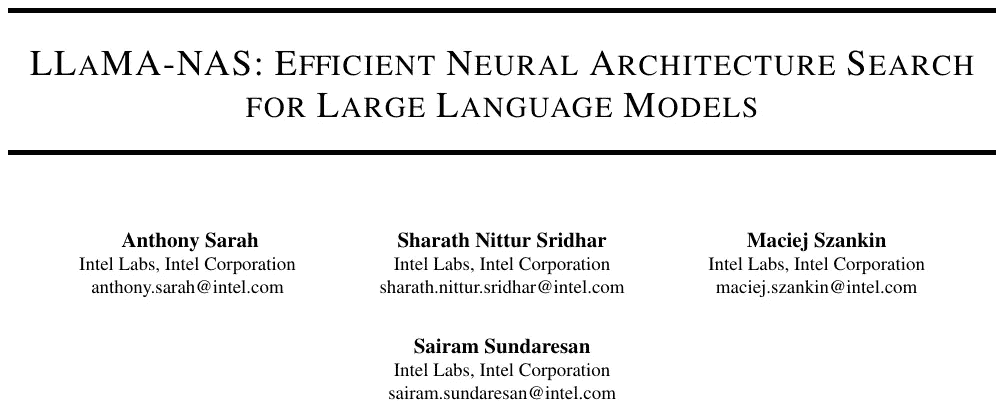 LLaMA-NAS: Efficient Neural Architecture Search
for Large Language Models
Anthony Sarah
Intel Labs, Intel Corporation
anthony.sarah@intel.com
Sharath Nittur Sridhar
Intel Labs, Intel Corporation
sharath.nittur.sridhar@intel.com
Maciej Szankin
Intel Labs, Intel Corporation
maciej.szankin@intel.com
Sairam Sundaresan
Intel Labs, Intel Corporation
sairam.sundaresan@intel.com